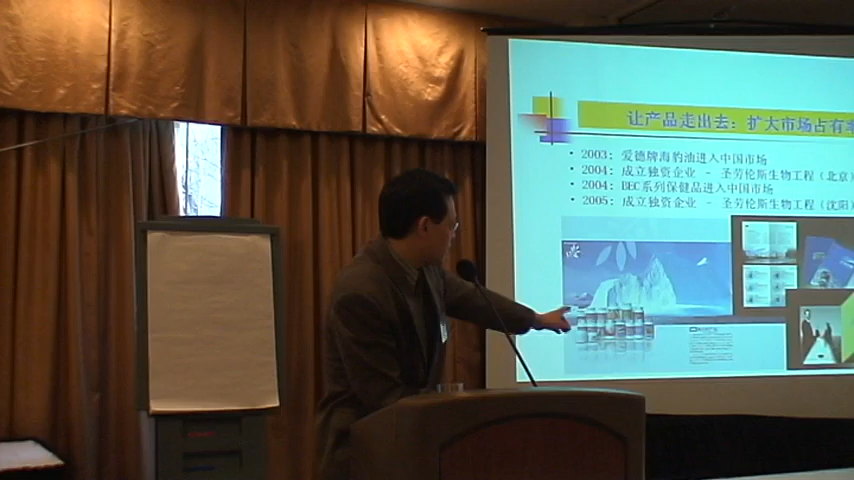 让产品走出去：扩大市场占有率
• 2003: 爱德牌海豹油进入中国市场
• 2004: 成立独资企业 - 圣劳伦斯生物工程（北京）
• 2004: BEC系列保健品进入中国市场
• 2005: 成立独资企业 - 圣劳伦斯生物工程（沈阳）